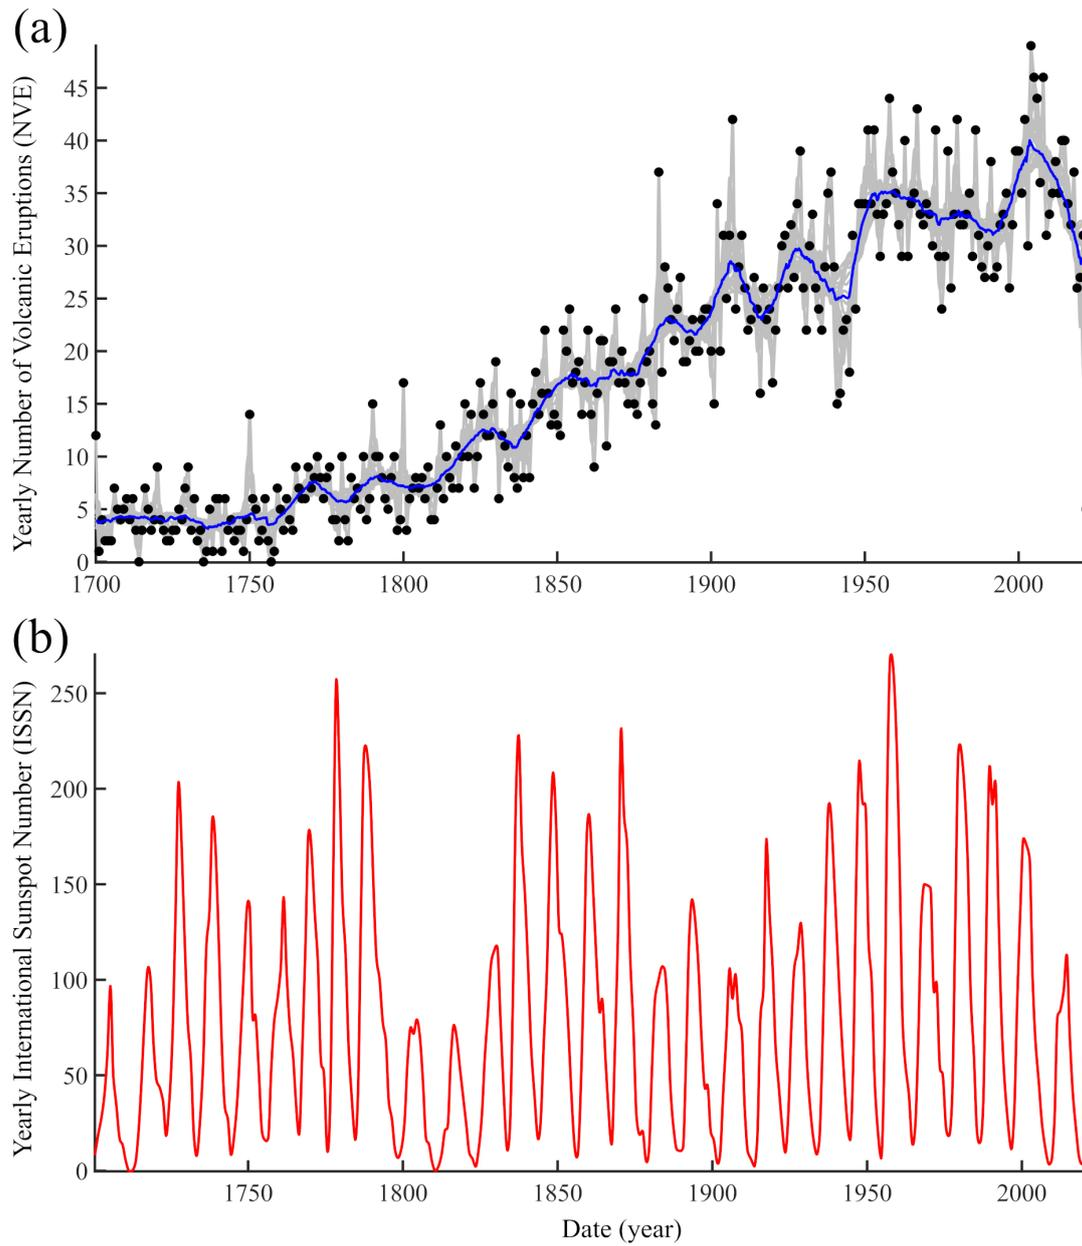 (a)
Yearly Number of Volcanic Eruptions (NVE)
45
40
35
30
25
20
15
10
5
0
1700 1750 1800 1850 1900 1950 2000
(b)
Yearly International Sunspot Number (ISSN)
250
200
150
100
50
0
1750 1800 1850 1900 1950 2000
Date (year)